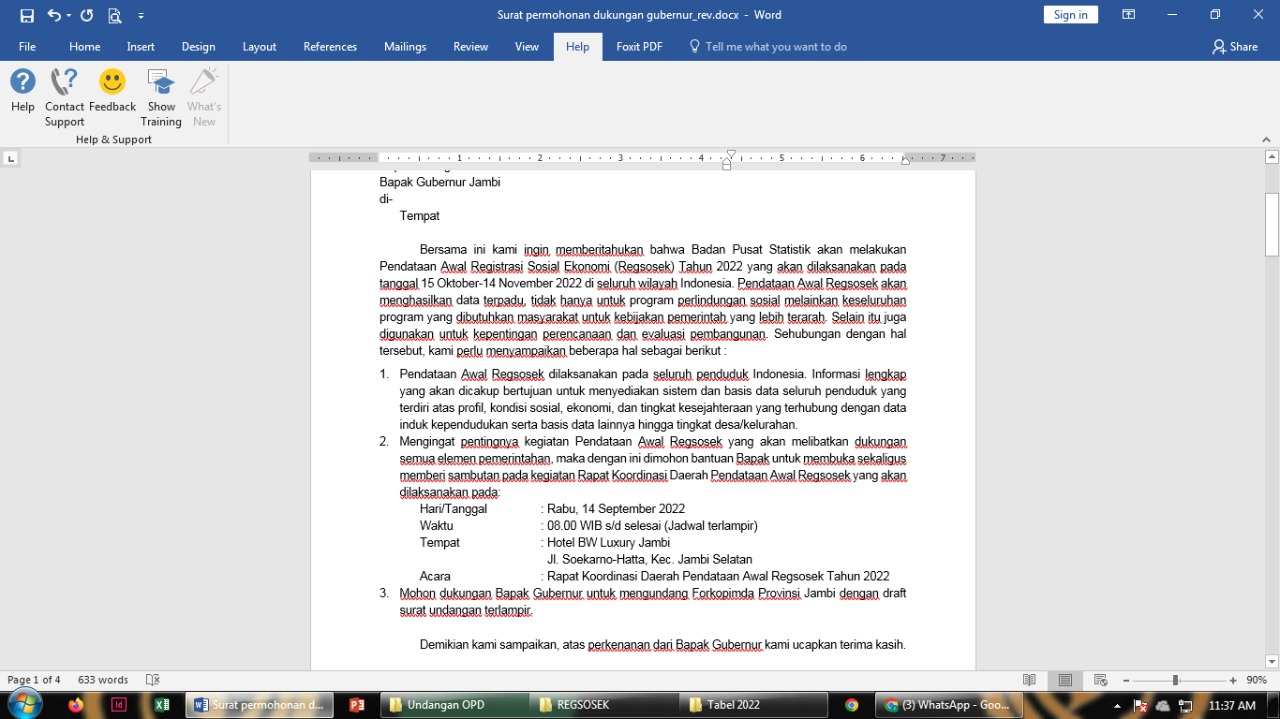 Surat permohonan dukungan gubernur_rev.docx - Word
Sign in
File Home Insert Design Layout References Mailings Review View Help Foxit PDF Tell me what you want to do Share
Help Contact Support Feedback Show Training What's New
Help & Support
1 2 3 4 5 6 7
Bapak Gubernur Jambi
di-
Tempat
Bersama ini kami ingin memberitahukan bahwa Badan Pusat Statistik akan melakukan
Pendataan Awal Registrasi Sosial Ekonomi (Regsosek) Tahun 2022 yang akan dilaksanakan pada
tanggal 15 Oktober-14 November 2022 di seluruh wilayah Indonesia. Pendataan Awal Regsosek akan
menghasilkan data terpadu, tidak hanya untuk program perlindungan sosial melainkan keseluruhan
program yang dibutuhkan masyarakat untuk kebijakan pemerintah yang lebih terarah. Selain itu juga
digunakan untuk kepentingan perencanaan dan evaluasi pembangunan. Sehubungan dengan hal
tersebut, kami perlu menyampaikan beberapa hal sebagai berikut :
1. Pendataan Awal Regsosek dilaksanakan pada seluruh penduduk Indonesia. Informasi lengkap
yang akan dicakup bertujuan untuk menyediakan sistem dan basis data seluruh penduduk yang
terdiri atas profil, kondisi sosial, ekonomi, dan tingkat kesejahteraan yang terhubung dengan data
induk kependudukan serta basis data lainnya hingga tingkat desa/kelurahan.
2. Mengingat pentingnya kegiatan Pendataan Awal Regsosek yang akan melibatkan dukungan
semua elemen pemerintahan, maka dengan ini dimohon bantuan Bapak untuk membuka sekaligus
memberi sambutan pada kegiatan Rapat Koordinasi Daerah Pendataan Awal Regsosek yang akan
dilaksanakan pada:
Hari/Tanggal : Rabu, 14 September 2022
Waktu : 08.00 WIB s/d selesai (Jadwal terlampir)
Tempat : Hotel BW Luxury Jambi
Jl. Soekarno-Hatta, Kec. Jambi Selatan
Acara : Rapat Koordinasi Daerah Pendataan Awal Regsosek Tahun 2022
3. Mohon dukungan Bapak Gubernur untuk mengundang Forkopimda Provinsi Jambi dengan draft
surat undangan terlampir.
Demikian kami sampaikan, atas perkenanan dari Bapak Gubernur kami ucapkan terima kasih.
Page 1 of 4 633 words 90%
Surat permohonan d... Undangan OPD REGSOSEK Tabel 2022 (3) WhatsApp - Goo... 11:37 AM